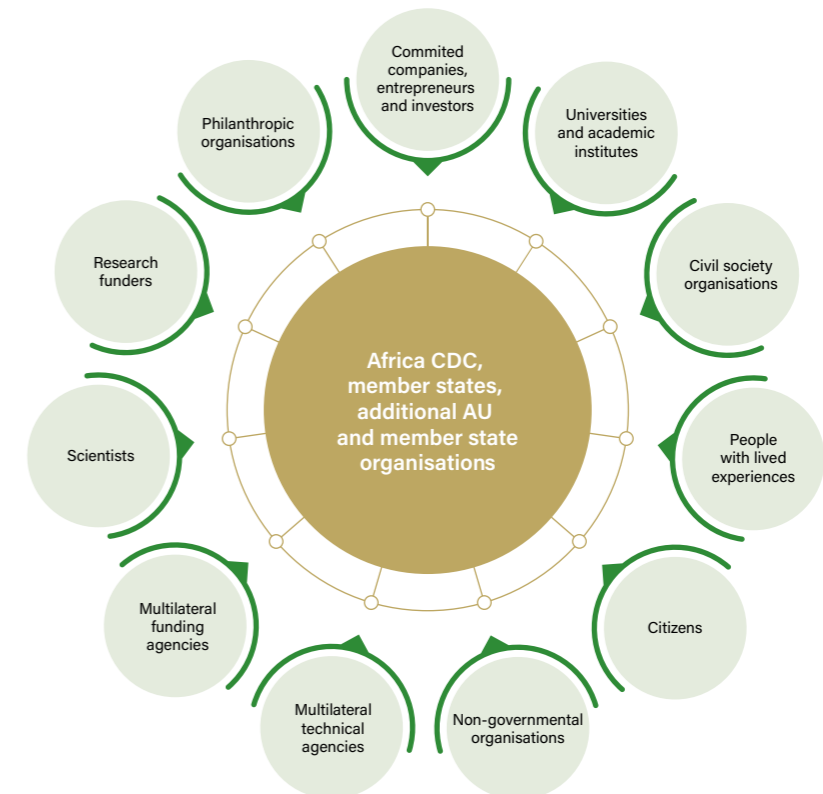 Commited
companies,
entrepreneurs
and investors
Universities
and academic
institutes
Civil society
organisations
People
with lived
experiences
Citizens
Non-governmental
organisations
Multilateral
technical
agencies
Multilateral
funding
agencies
Scientists
Research
funders
Philanthropic
organisations
Africa CDC,
member states,
additional AU
and member state
organisations